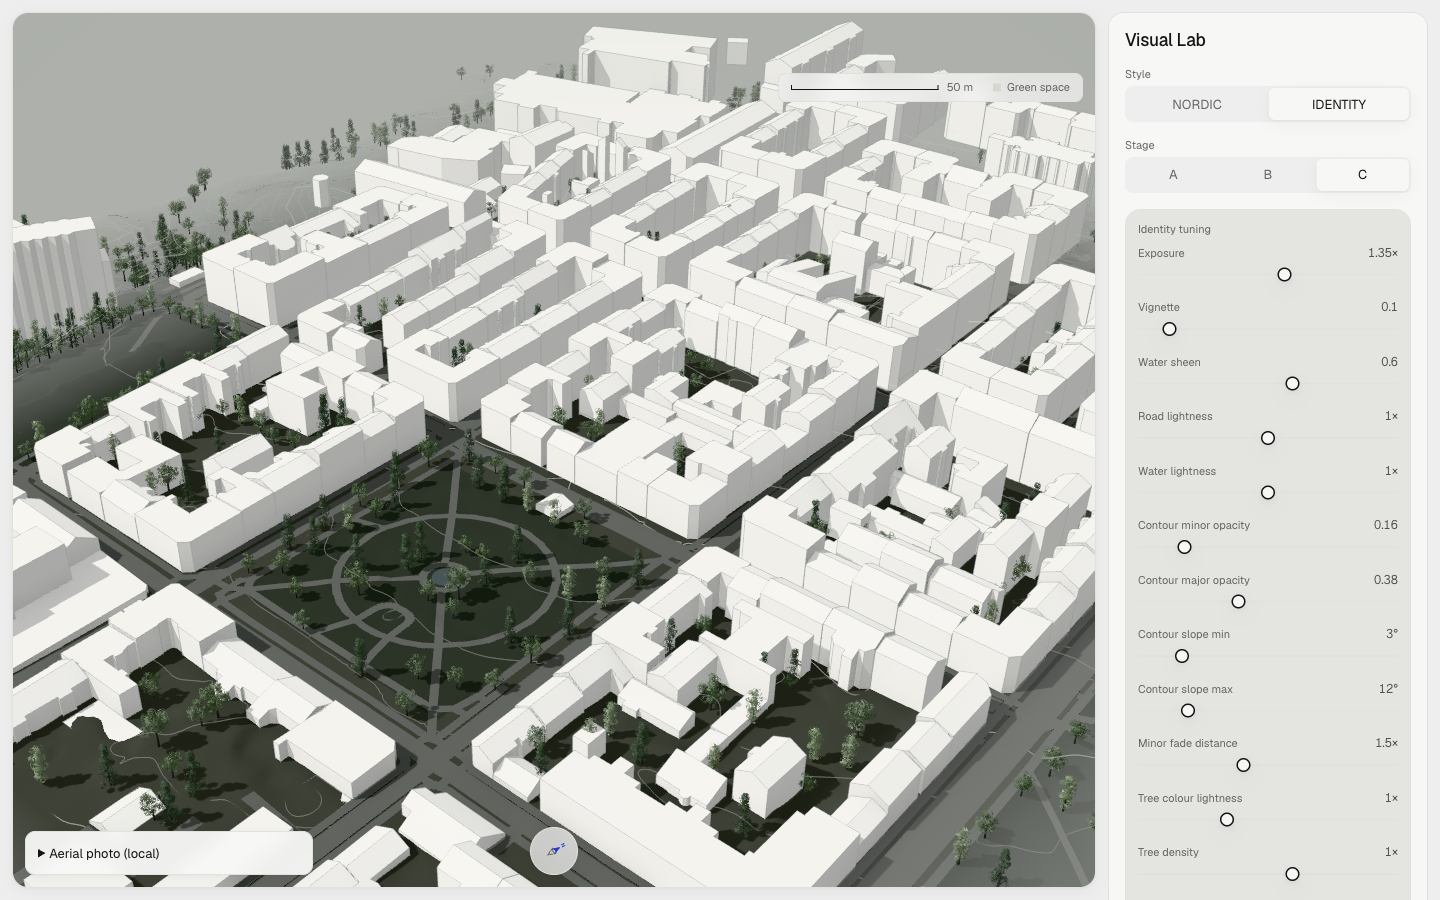 50 m
Green space
Aerial photo (local)
Visual Lab
Style
NORDIC
IDENTITY
Stage
A
B
C
Identity tuning
Exposure 1.35×
Vignette 0.1
Water sheen 0.6
Road lightness 1×
Water lightness 1×
Contour minor opacity 0.16
Contour major opacity 0.38
Contour slope min 3°
Contour slope max 12°
Minor fade distance 1.5×
Tree colour lightness 1×
Tree density 1×